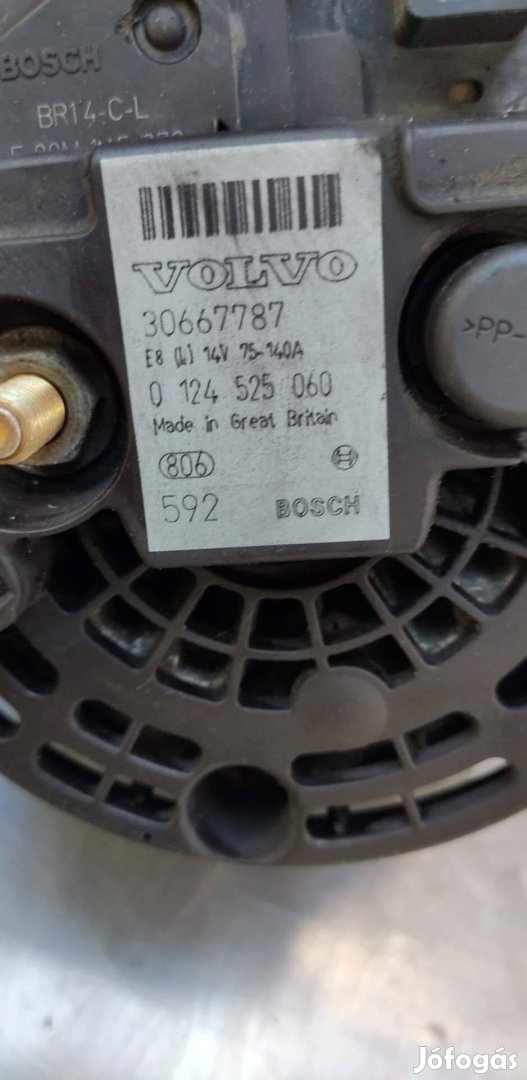 BOSCH
BR14-C-L
VOLVO
30667787
E8 (L) 14V 75-140A
0 124 525 060
Made in Great Britain
806
592 BOSCH
>PP-
Jófogás